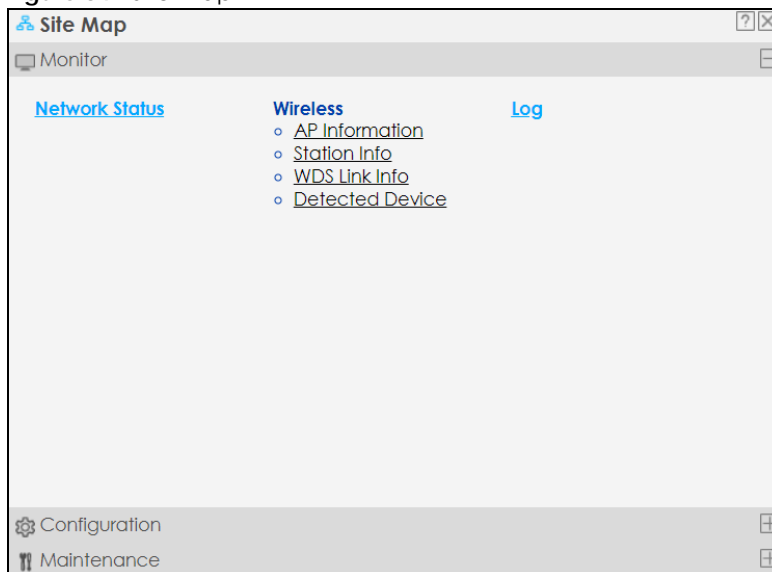 Site Map
Monitor
Network Status
Wireless
AP Information
Station Info
WDS Link Info
Detected Device
Log
Configuration
Maintenance